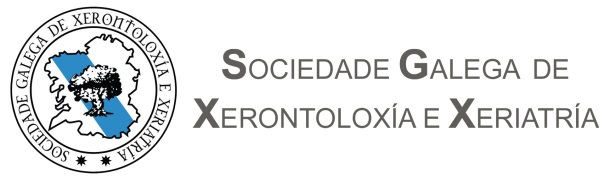 SOCIEDADE GALEGA DE XERONTOLOXÍA E XERIATRÍA
SOCIEDADE GALEGA DE
XERONTOLOXÍA E XERIATRÍA